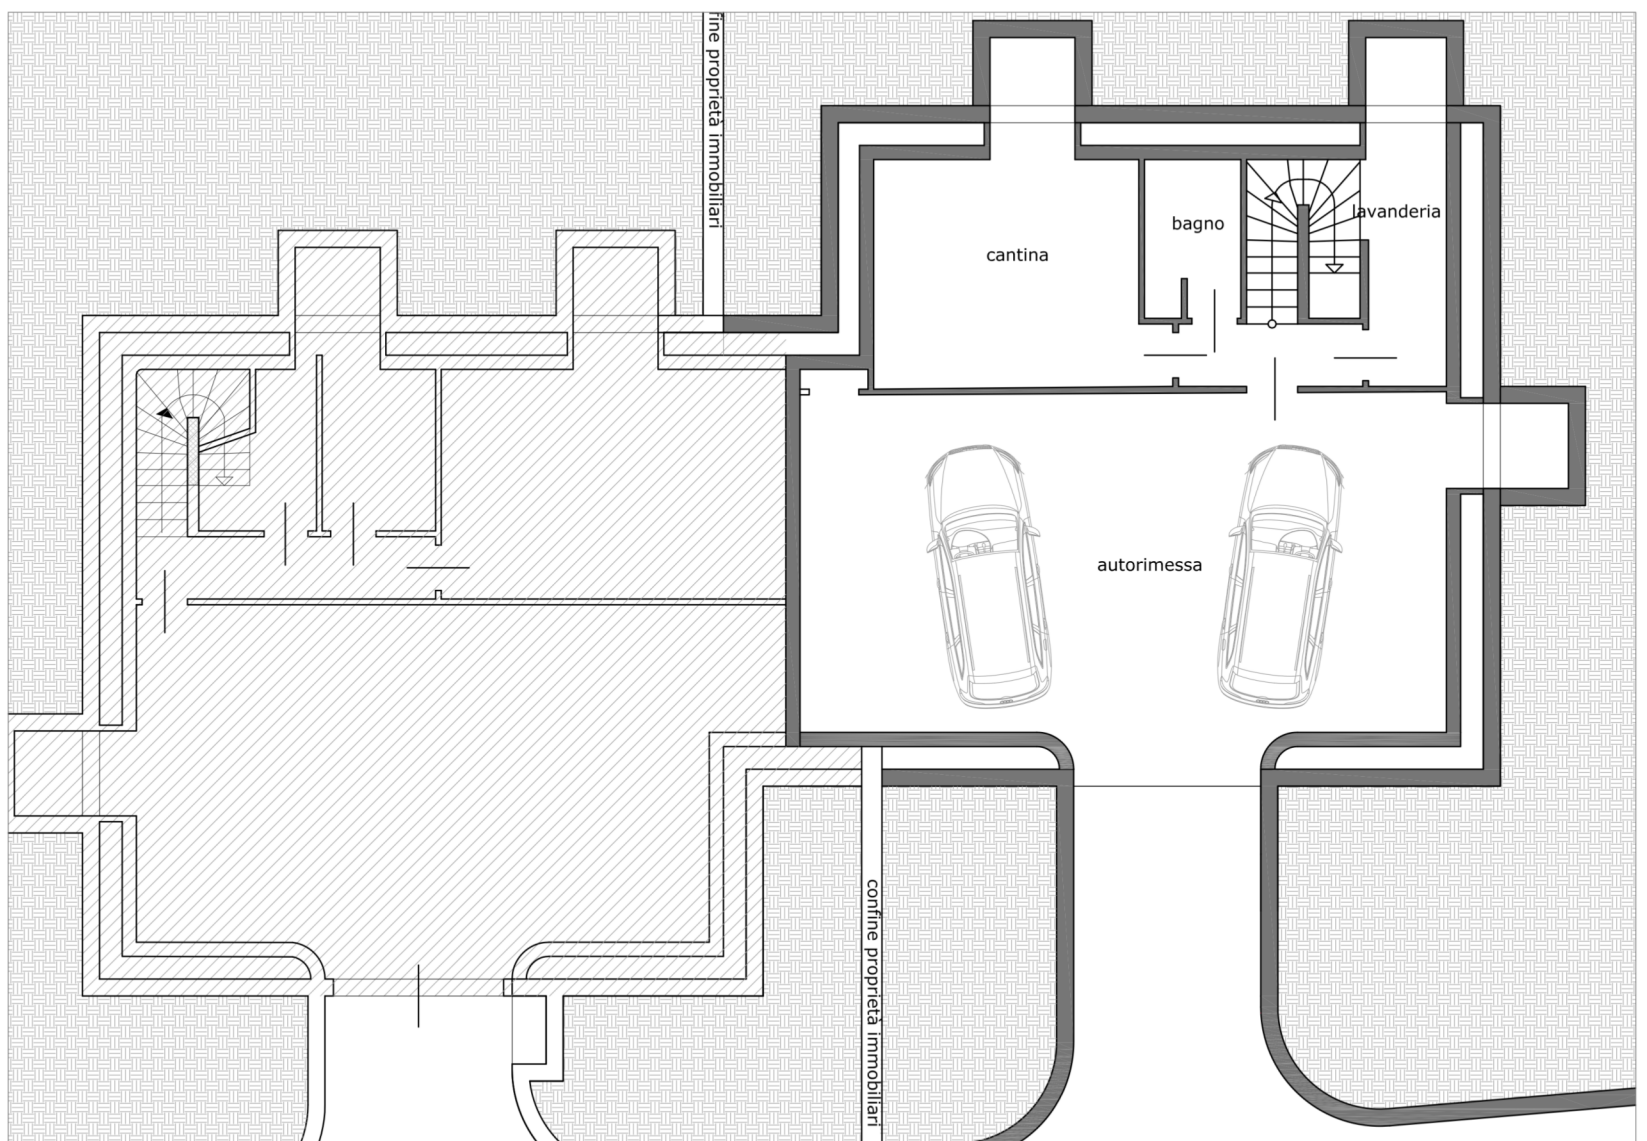 fine proprietà immobiliari
lavanderia
bagno
cantina
autorimessa
confine proprietà immobiliari